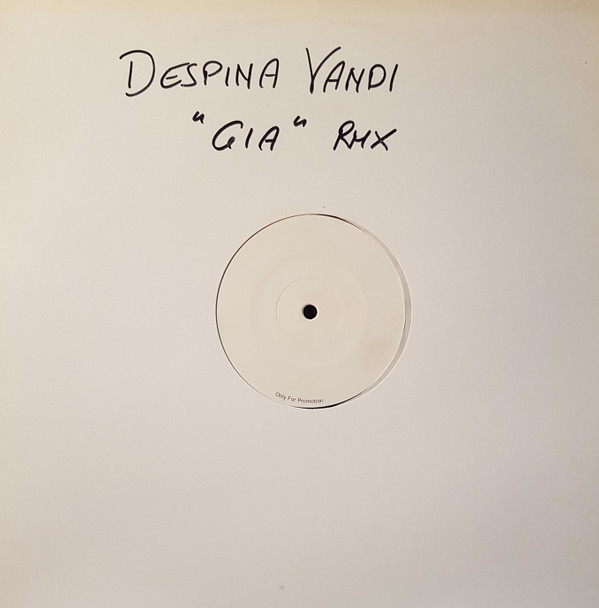 DESPINA VANDI
"GIA" RMX
Only For Promotion